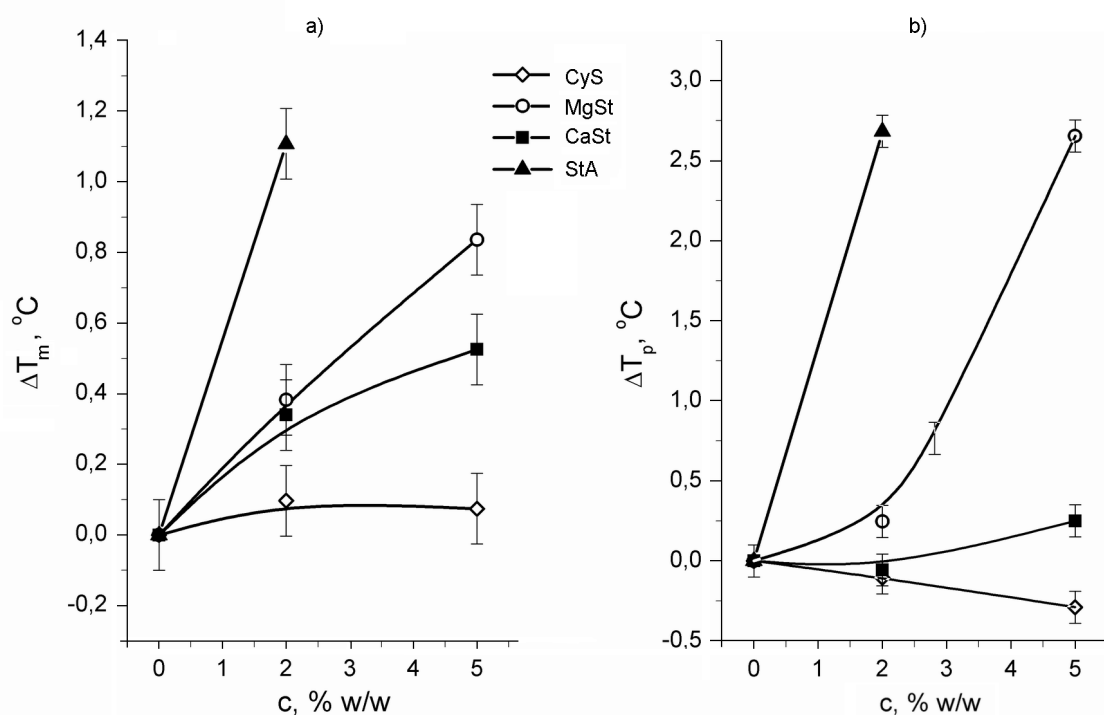 a)
1,4
1,2
1,0
0,8
0,6
0,4
0,2
0,0
-0,2
ΔTm, °C
0 1 2 3 4 5
c, % w/w
CyS
MgSt
CaSt
StA
b)
3,0
2,5
2,0
1,5
1,0
0,5
0,0
-0,5
ΔTp, °C
0 1 2 3 4 5
c, % w/w